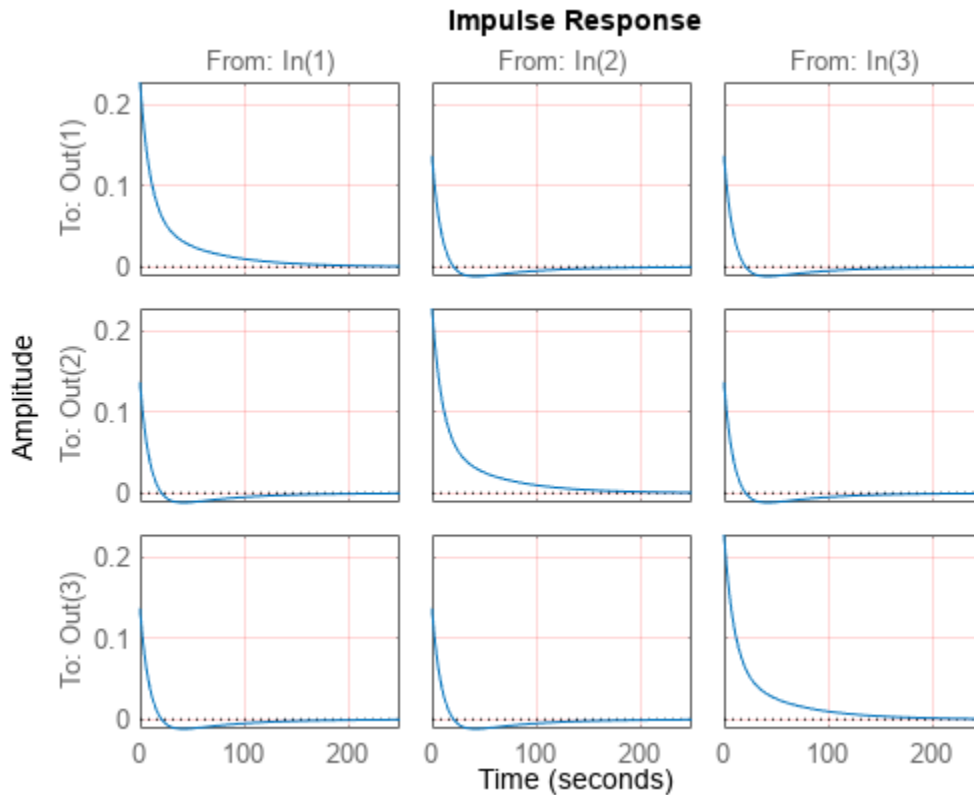 Impulse Response
From: In(1)
From: In(2)
From: In(3)
To: Out(1)
0.2
0.1
0
Amplitude
To: Out(2)
0.2
0.1
0
To: Out(3)
0.2
0.1
0
0
100
200
0
100
200
0
100
200
Time (seconds)